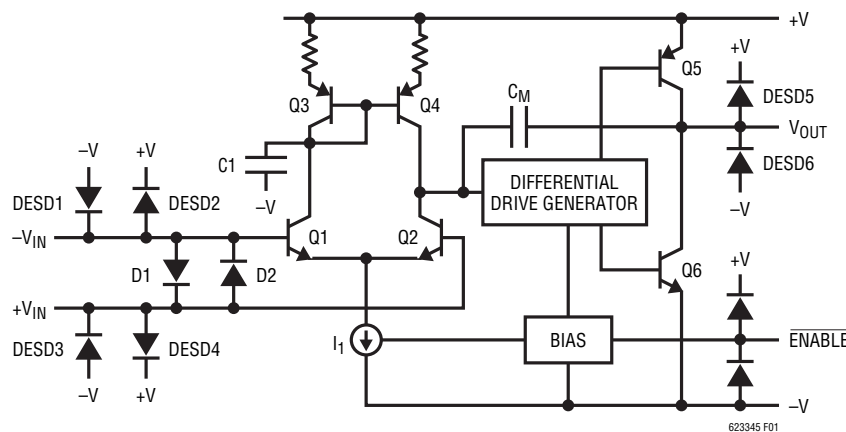 +V
Q3
Q4
Q5
+V
DESD5
CM
VOUT
C1
–V
–V
+V
DESD1
DESD2
DIFFERENTIAL
DRIVE GENERATOR
DESD6
–V
–VIN
Q1
Q2
D1
D2
Q6
+V
+VIN
DESD3
DESD4
I1
BIAS
ENABLE
–V
+V
–V
623345 F01